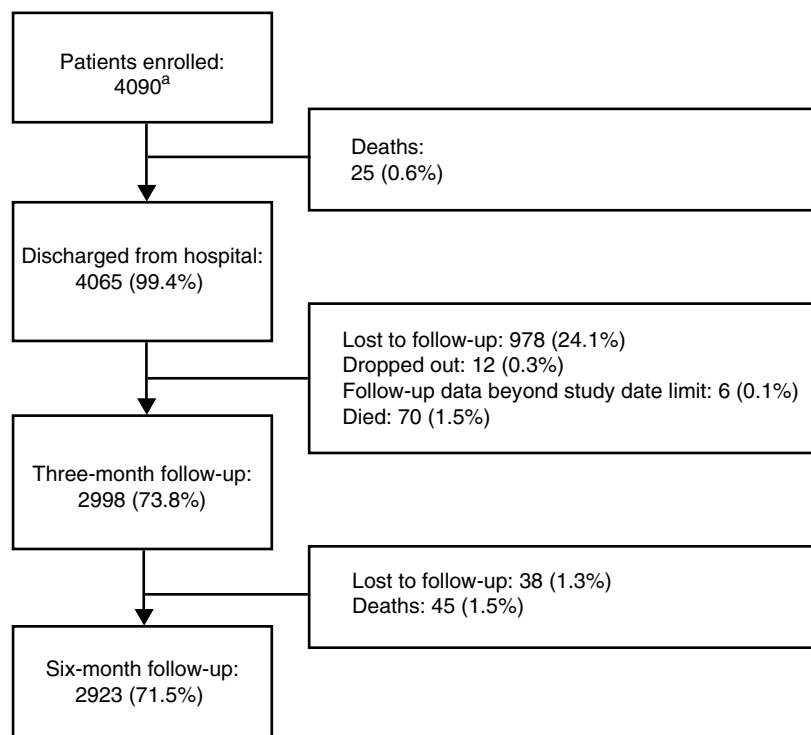 Patients enrolled:
4090ᵃ
Deaths:
25 (0.6%)
Discharged from hospital:
4065 (99.4%)
Lost to follow-up: 978 (24.1%)
Dropped out: 12 (0.3%)
Follow-up data beyond study date limit: 6 (0.1%)
Died: 70 (1.5%)
Three-month follow-up:
2998 (73.8%)
Lost to follow-up: 38 (1.3%)
Deaths: 45 (1.5%)
Six-month follow-up:
2923 (71.5%)